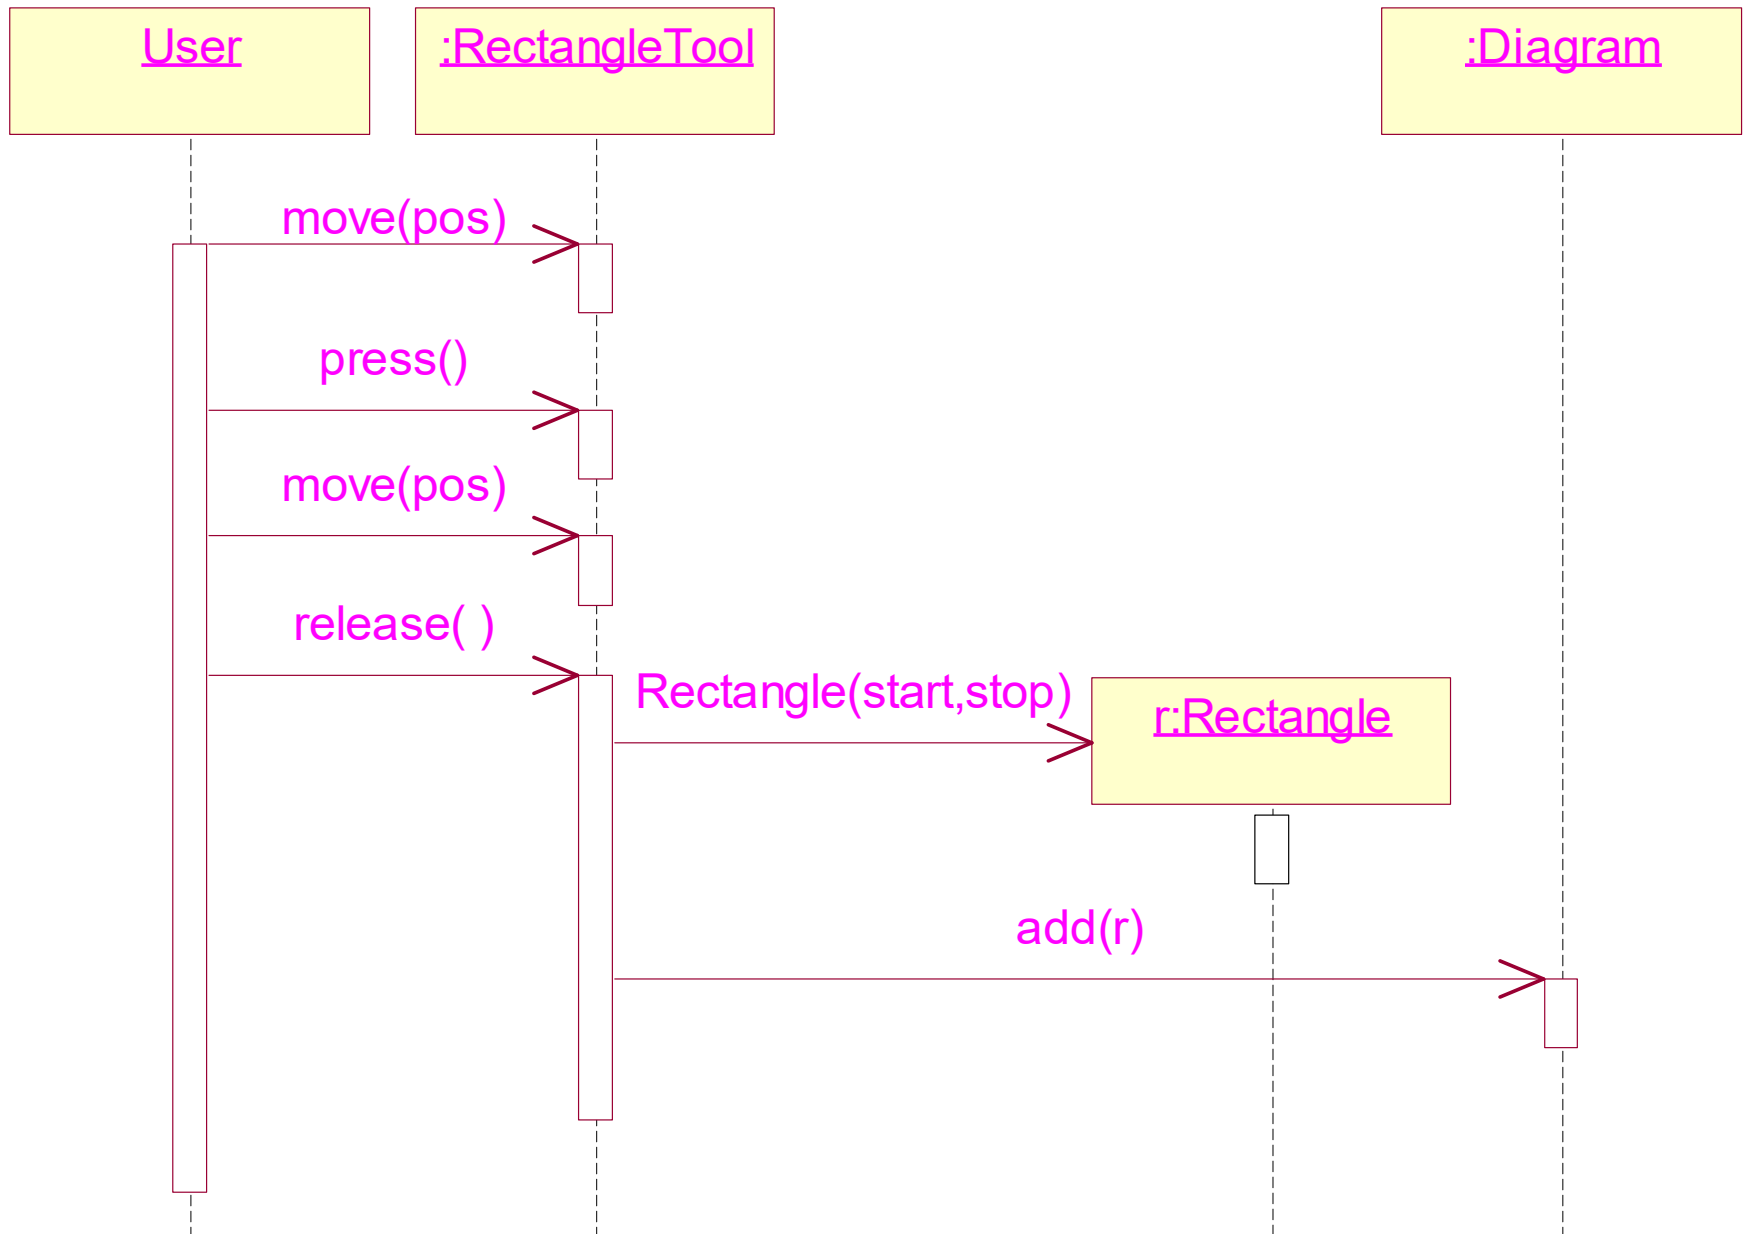 User
:RectangleTool
:Diagram
move(pos)
press()
move(pos)
release( )
Rectangle(start,stop)
r:Rectangle
add(r)